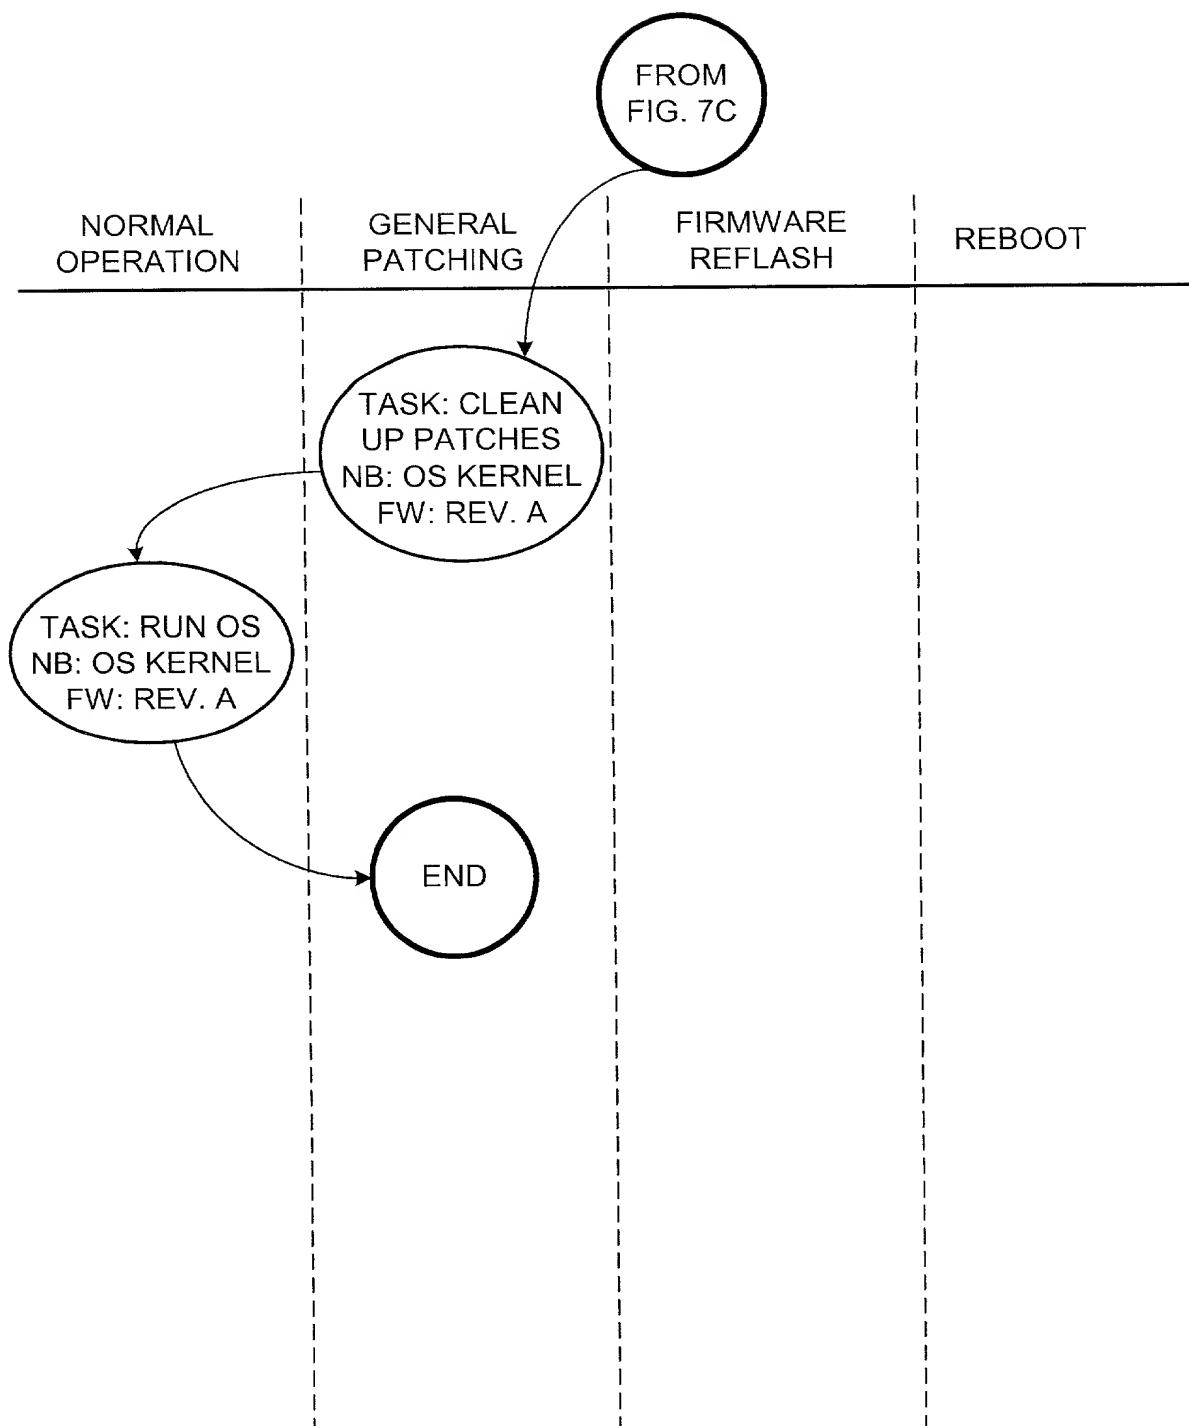 FROM
FIG. 7C
NORMAL
OPERATION
GENERAL
PATCHING
FIRMWARE
REFLASH
REBOOT
TASK: CLEAN
UP PATCHES
NB: OS KERNEL
FW: REV. A
TASK: RUN OS
NB: OS KERNEL
FW: REV. A
END